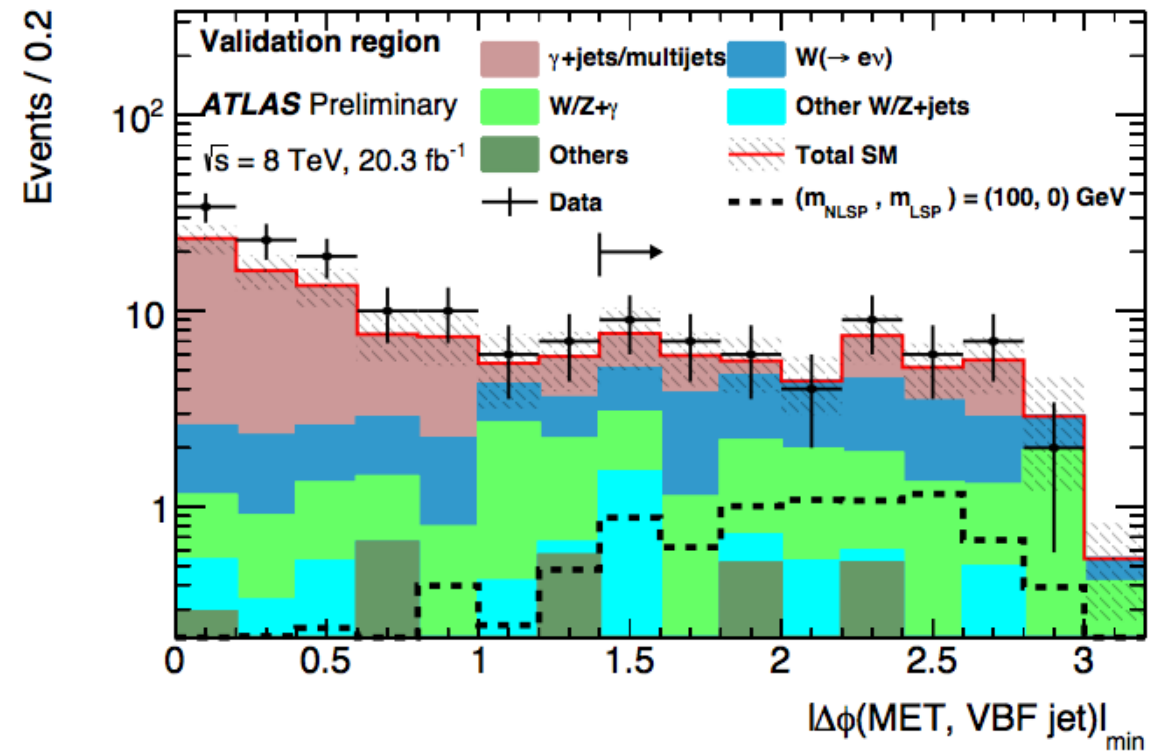 Events / 0.2
Validation region
ATLAS Preliminary
√s = 8 TeV, 20.3 fb⁻¹
γ+jets/multijets
W/Z+γ
Others
Data
W(→ eν)
Other W/Z+jets
Total SM
(m_NLSP , m_LSP ) = (100, 0) GeV
10²
10
1
0 0.5 1 1.5 2 2.5 3
|Δϕ(MET, VBF jet)|_min